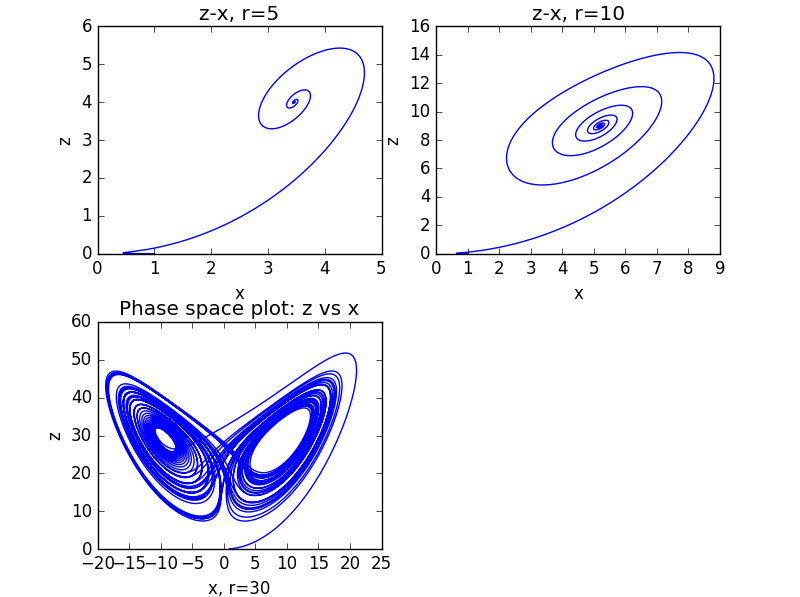 z-x, r=5
6
5
4
3
2
1
0
z
0 1 2 3 4 5
x
z-x, r=10
16
14
12
10
8
6
4
2
0
z
0 1 2 3 4 5 6 7 8 9
x
Phase space plot: z vs x
60
50
40
30
20
10
0
z
−20 −15 −10 −5 0 5 10 15 20 25
x, r=30